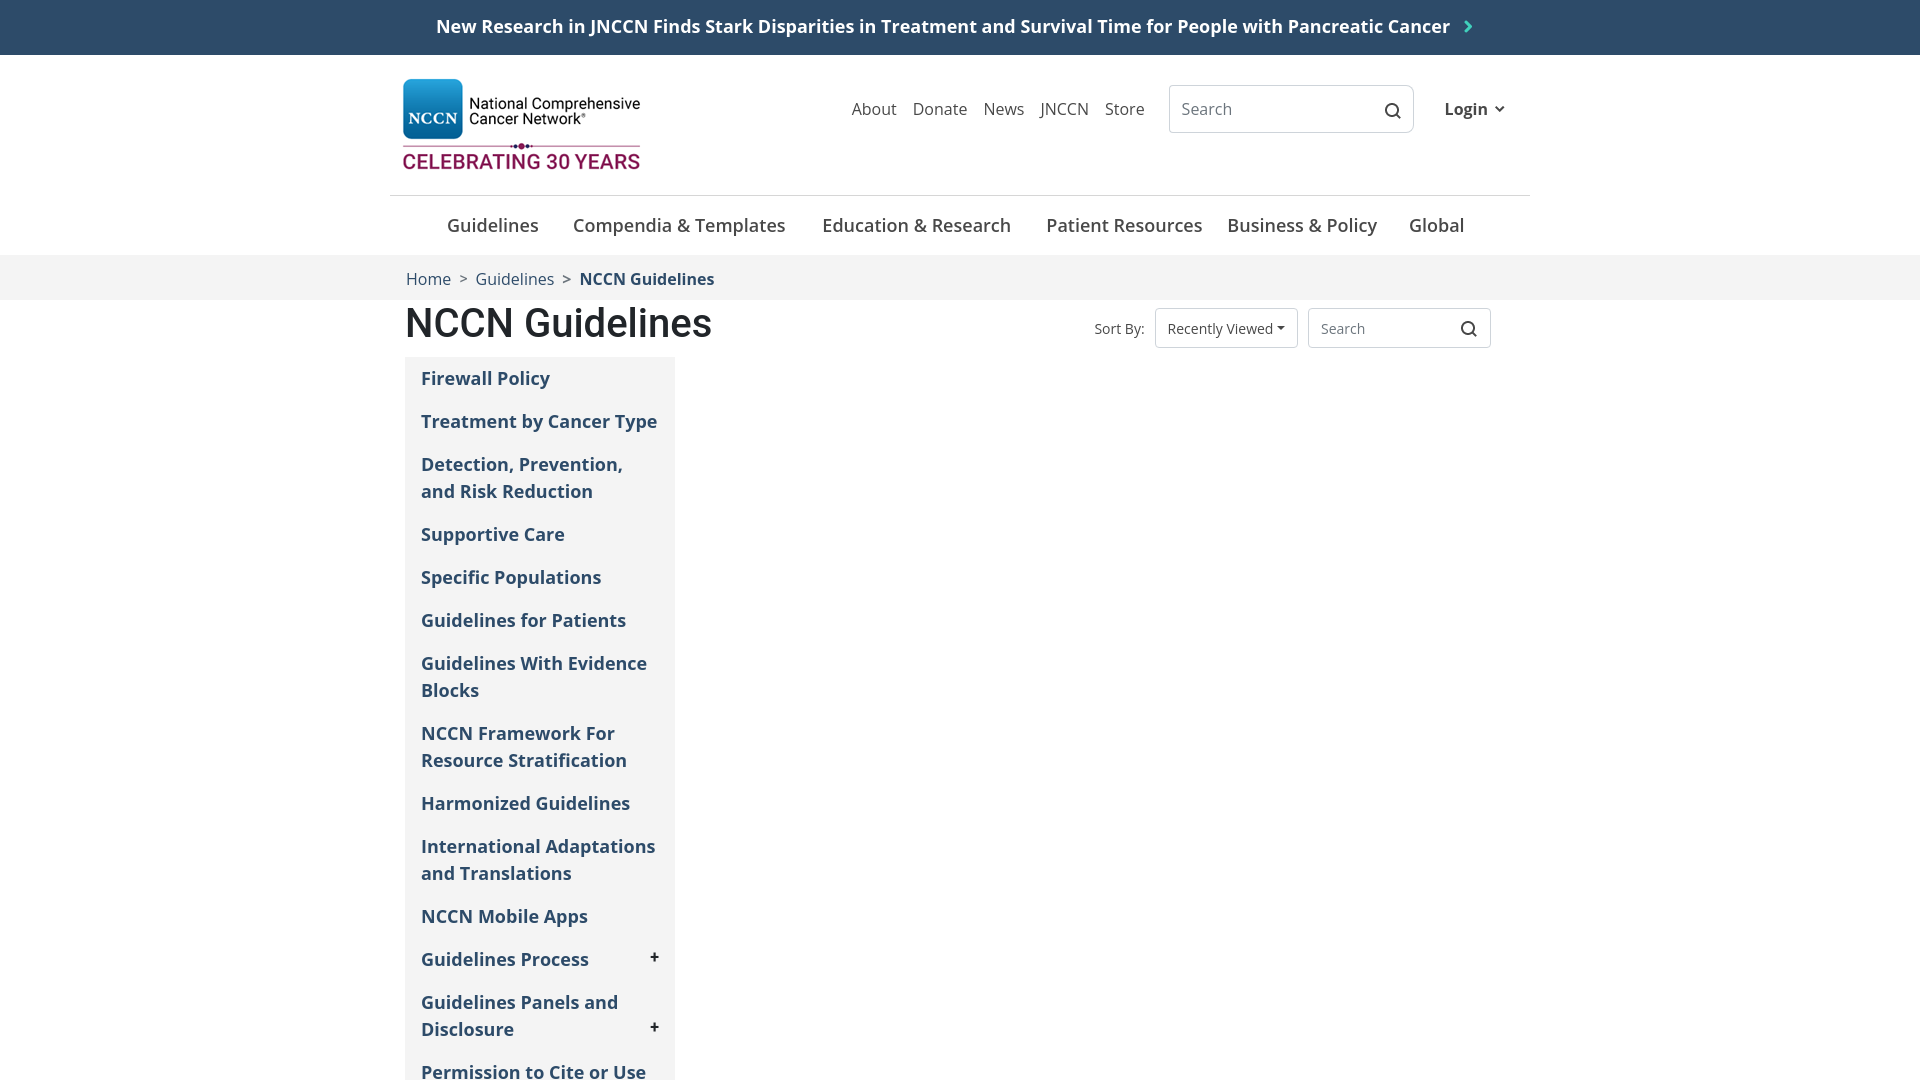 New Research in JNCCN Finds Stark Disparities in Treatment and Survival Time for People with Pancreatic Cancer
NCCN
National Comprehensive
Cancer Network®
CELEBRATING 30 YEARS
About Donate News JNCCN Store Search Login
Guidelines Compendia & Templates Education & Research Patient Resources Business & Policy Global
Home > Guidelines > NCCN Guidelines
NCCN Guidelines
Sort By: Recently Viewed Search
Firewall Policy
Treatment by Cancer Type
Detection, Prevention,
and Risk Reduction
Supportive Care
Specific Populations
Guidelines for Patients
Guidelines With Evidence
Blocks
NCCN Framework For
Resource Stratification
Harmonized Guidelines
International Adaptations
and Translations
NCCN Mobile Apps
Guidelines Process +
Guidelines Panels and
Disclosure +
Permission to Cite or Use